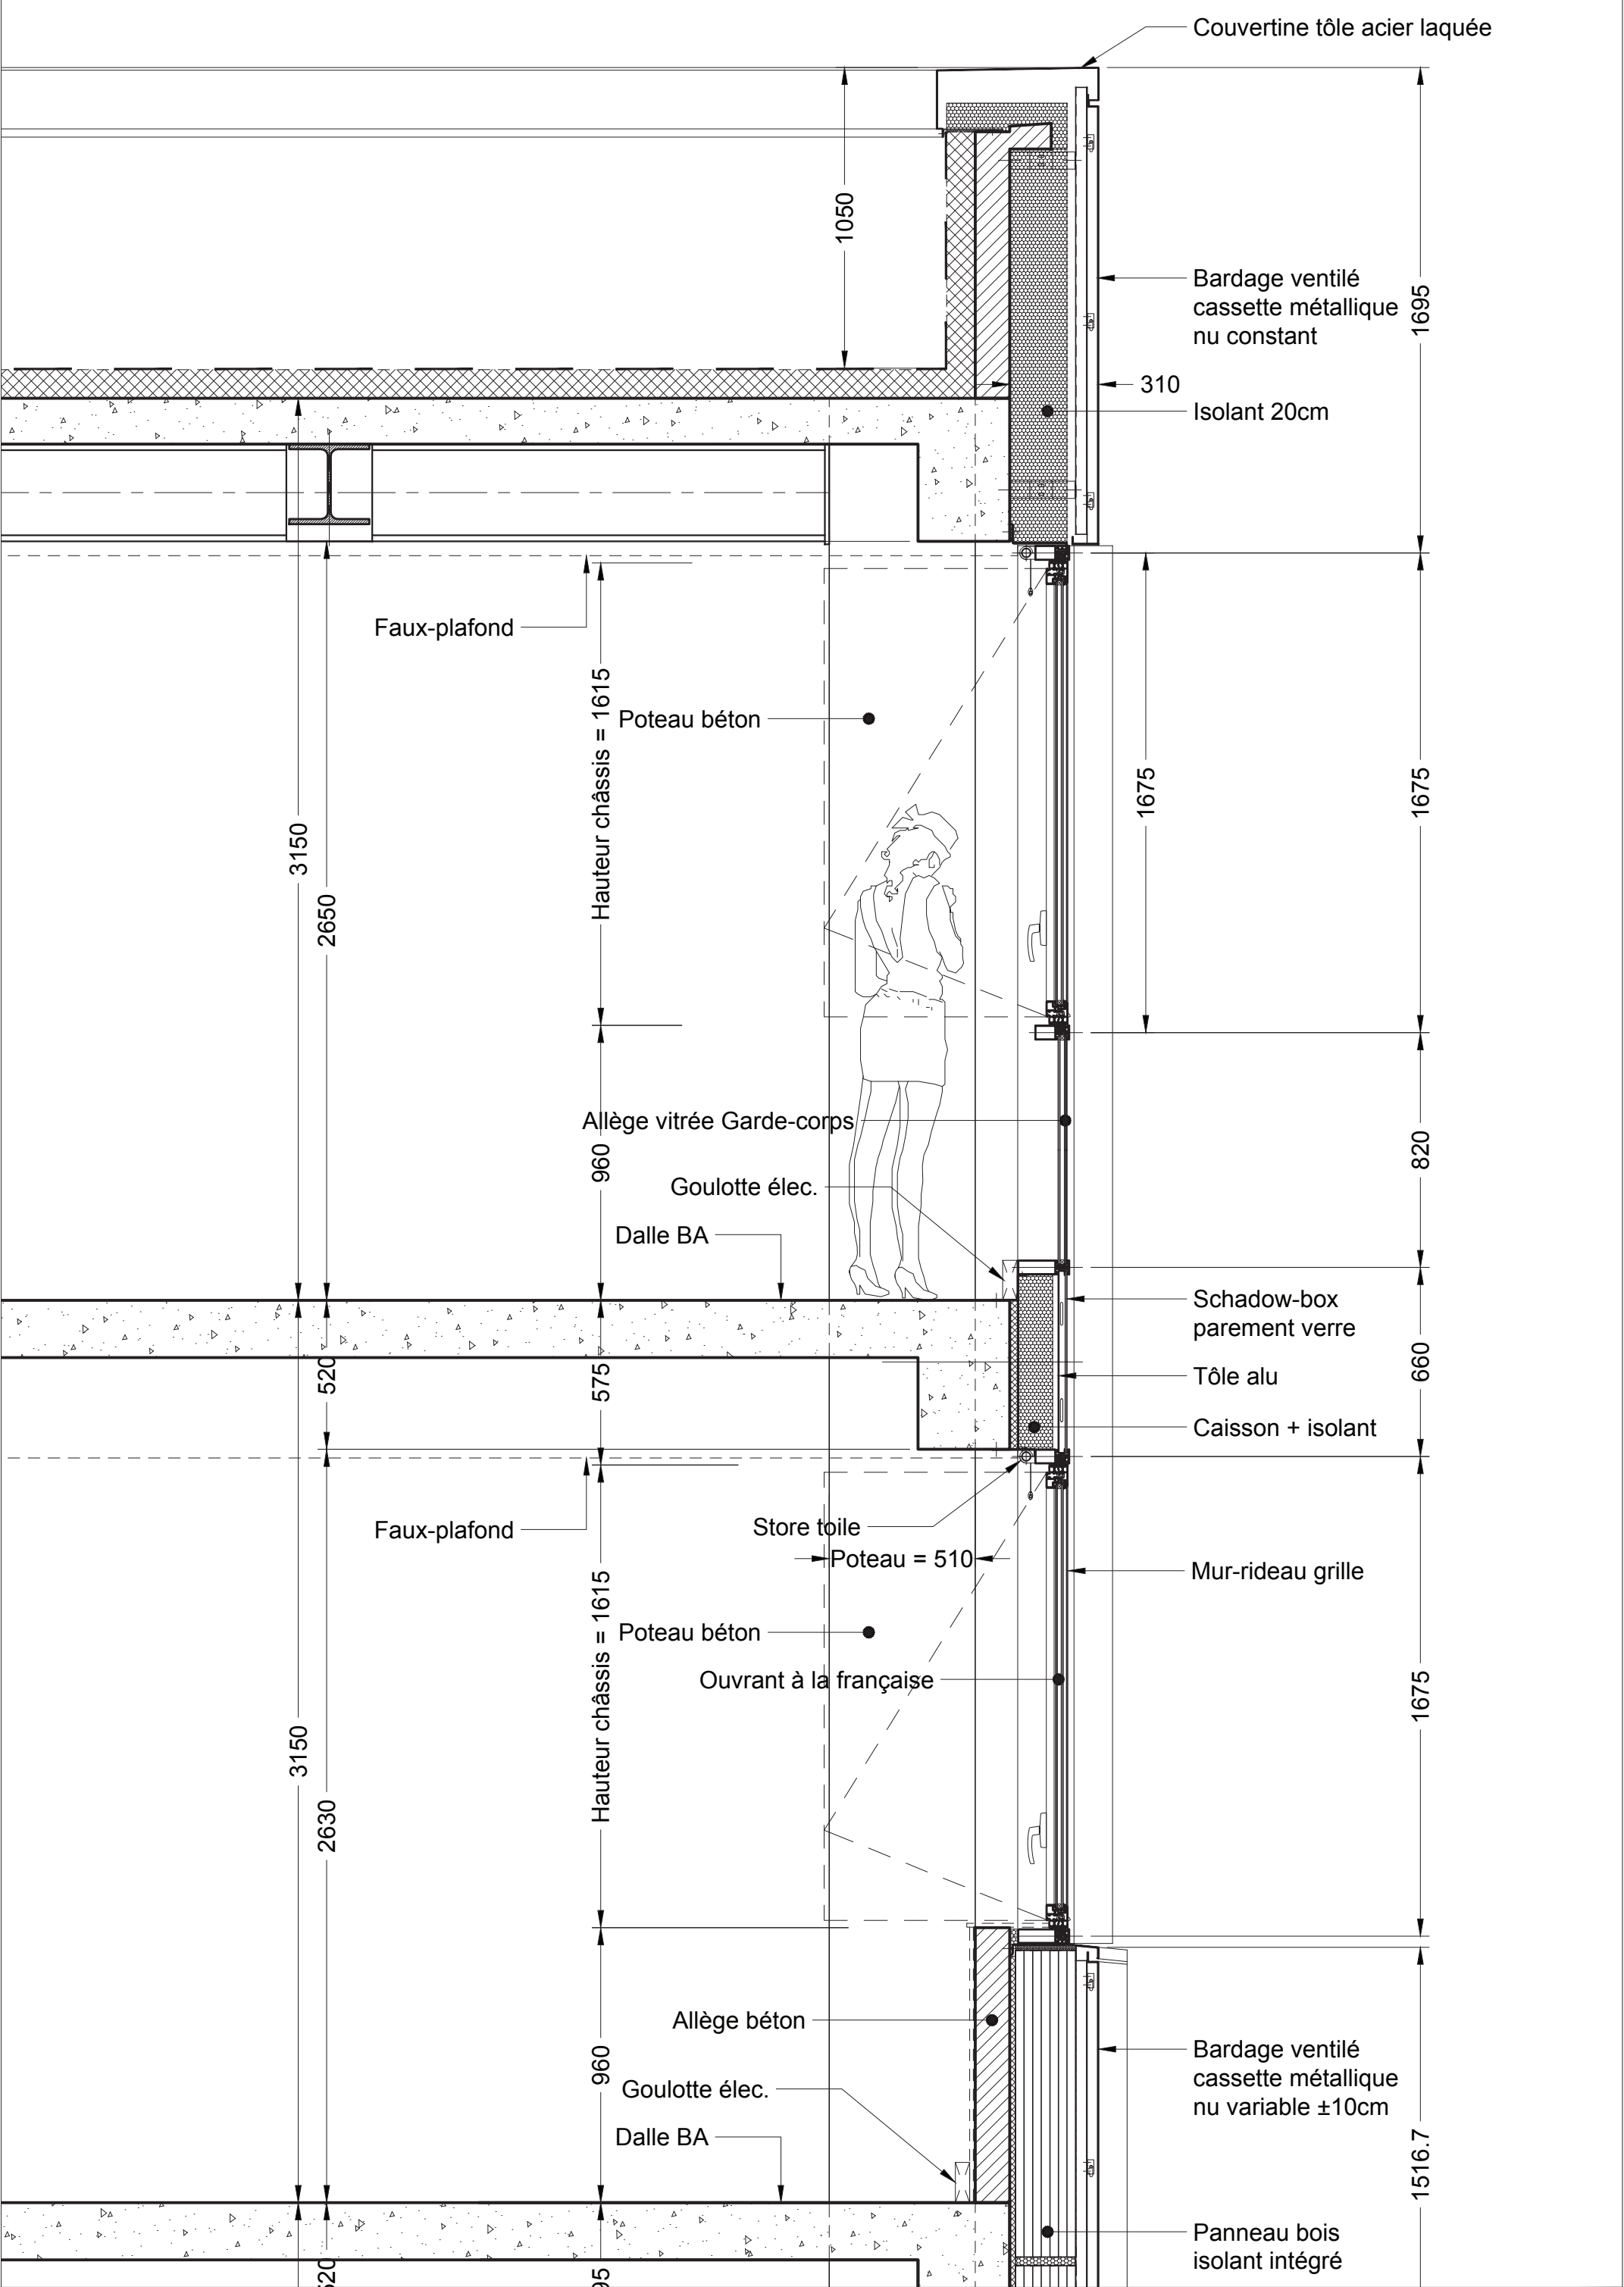 Couvertine tôle acier laquée
1050
1695
Bardage ventilé
cassette métallique
nu constant
310
Isolant 20cm
Faux-plafond
Hauteur châssis = 1615
Poteau béton
3150
2650
1675
1675
Allège vitrée Garde-corps
960
820
Goulotte élec.
Dalle BA
Schadow-box
parement verre
520
575
660
Tôle alu
Caisson + isolant
Faux-plafond
Store toile
Poteau = 510
Mur-rideau grille
Hauteur châssis = 1615
Poteau béton
Ouvrant à la française
1675
3150
2630
Allège béton
960
Bardage ventilé
cassette métallique
nu variable ±10cm
Goulotte élec.
Dalle BA
1516.7
Panneau bois
isolant intégré